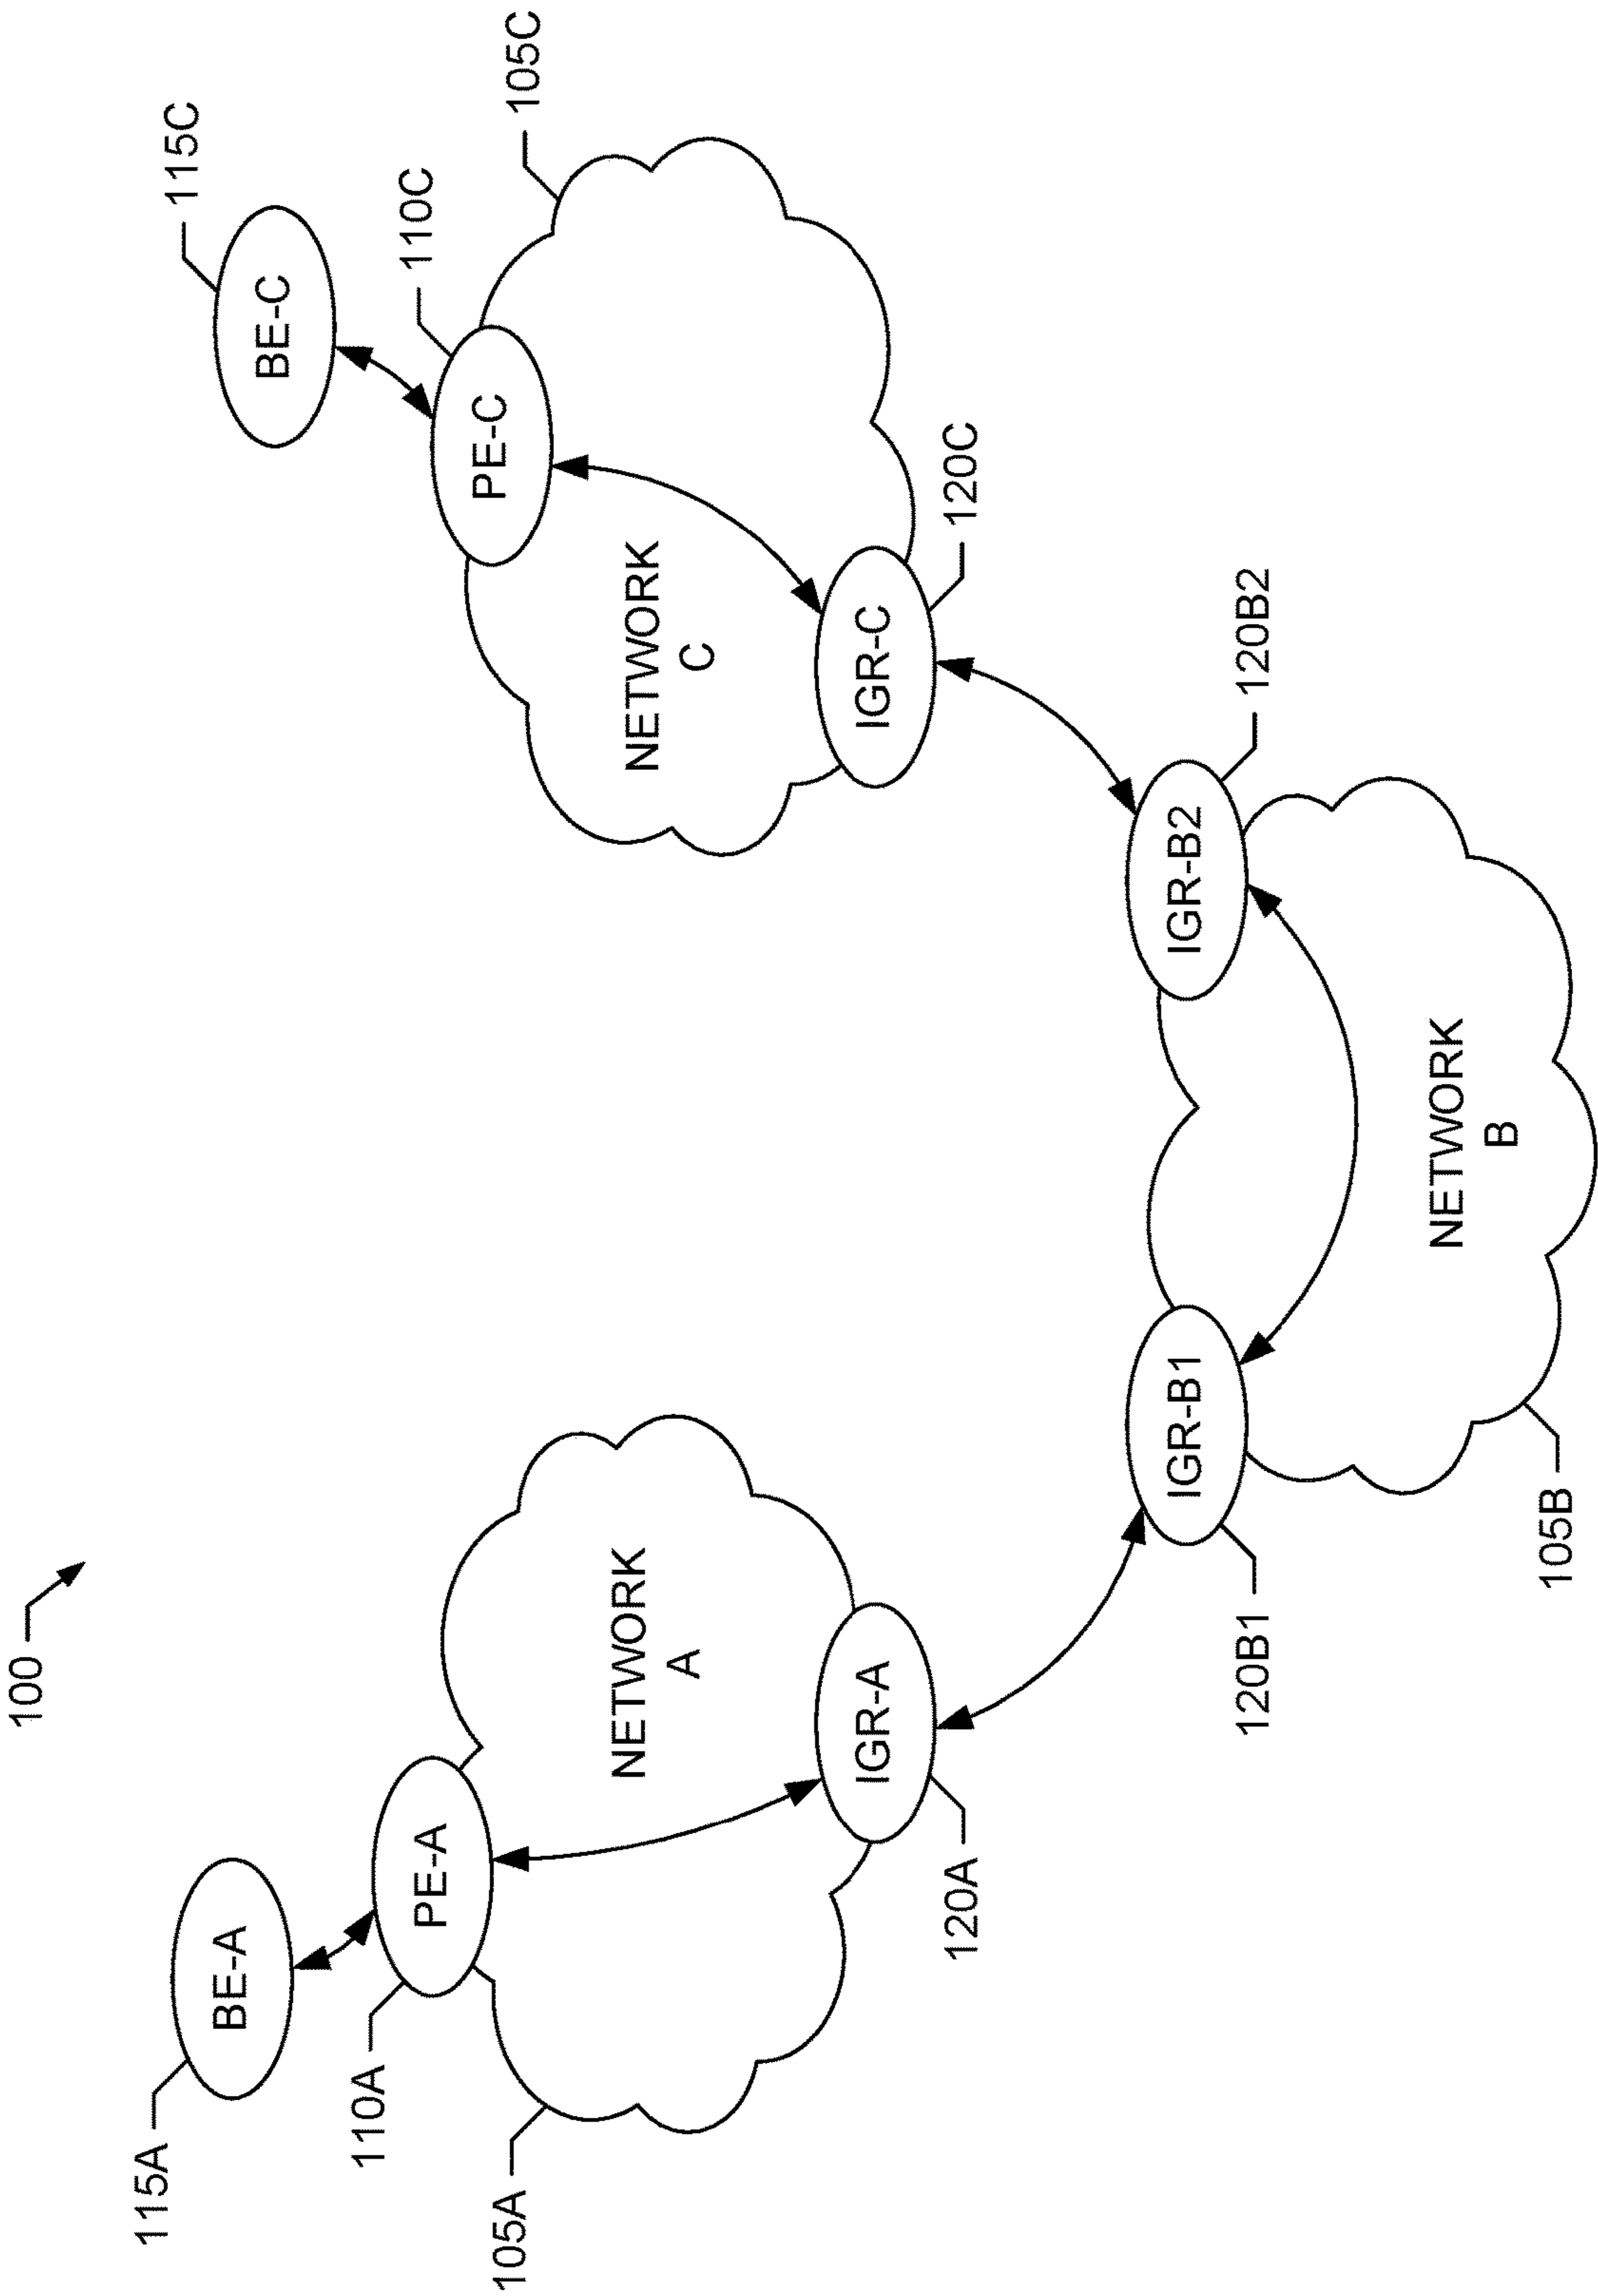 100
115A
BE-A
110A
PE-A
105A
NETWORK
A
IGR-A
120A
115C
BE-C
110C
PE-C
105C
NETWORK
C
IGR-C
120C
IGR-B1
120B1
IGR-B2
120B2
NETWORK
B
105B